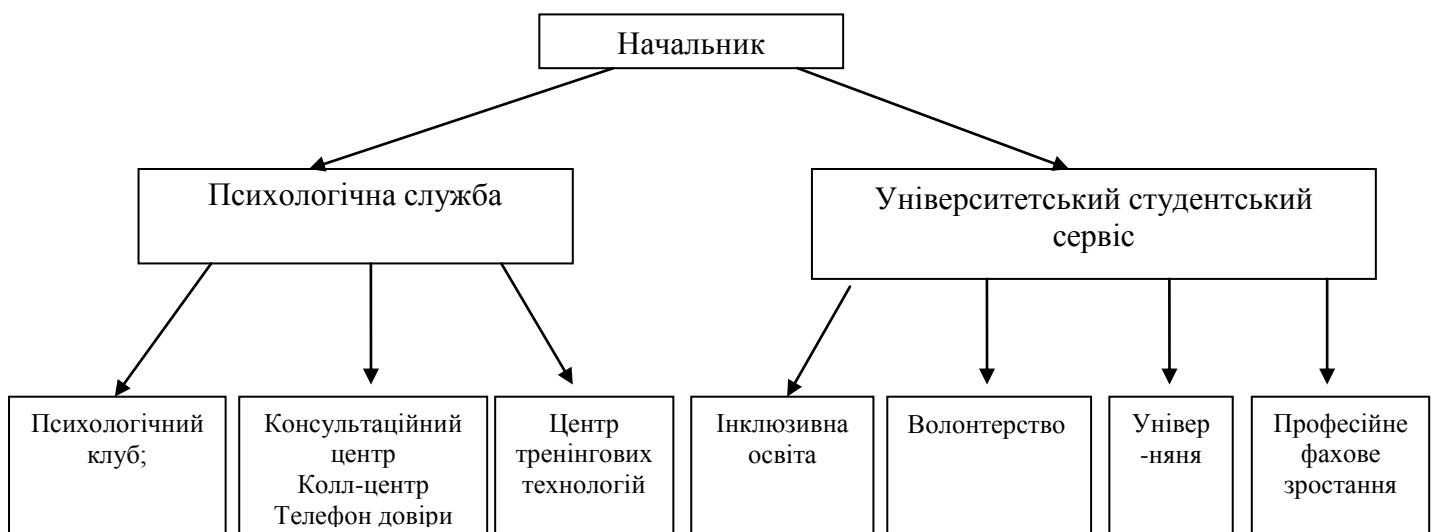 Начальник
Психологічна служба
Університетський студентський
сервіс
Психологічний
клуб;
Консультаційний
центр
Колл-центр
Телефон довіри
Центр
тренінгових
технологій
Інклюзивна
освіта
Волонтерство
Універ
-няня
Професійне
фахове
зростання